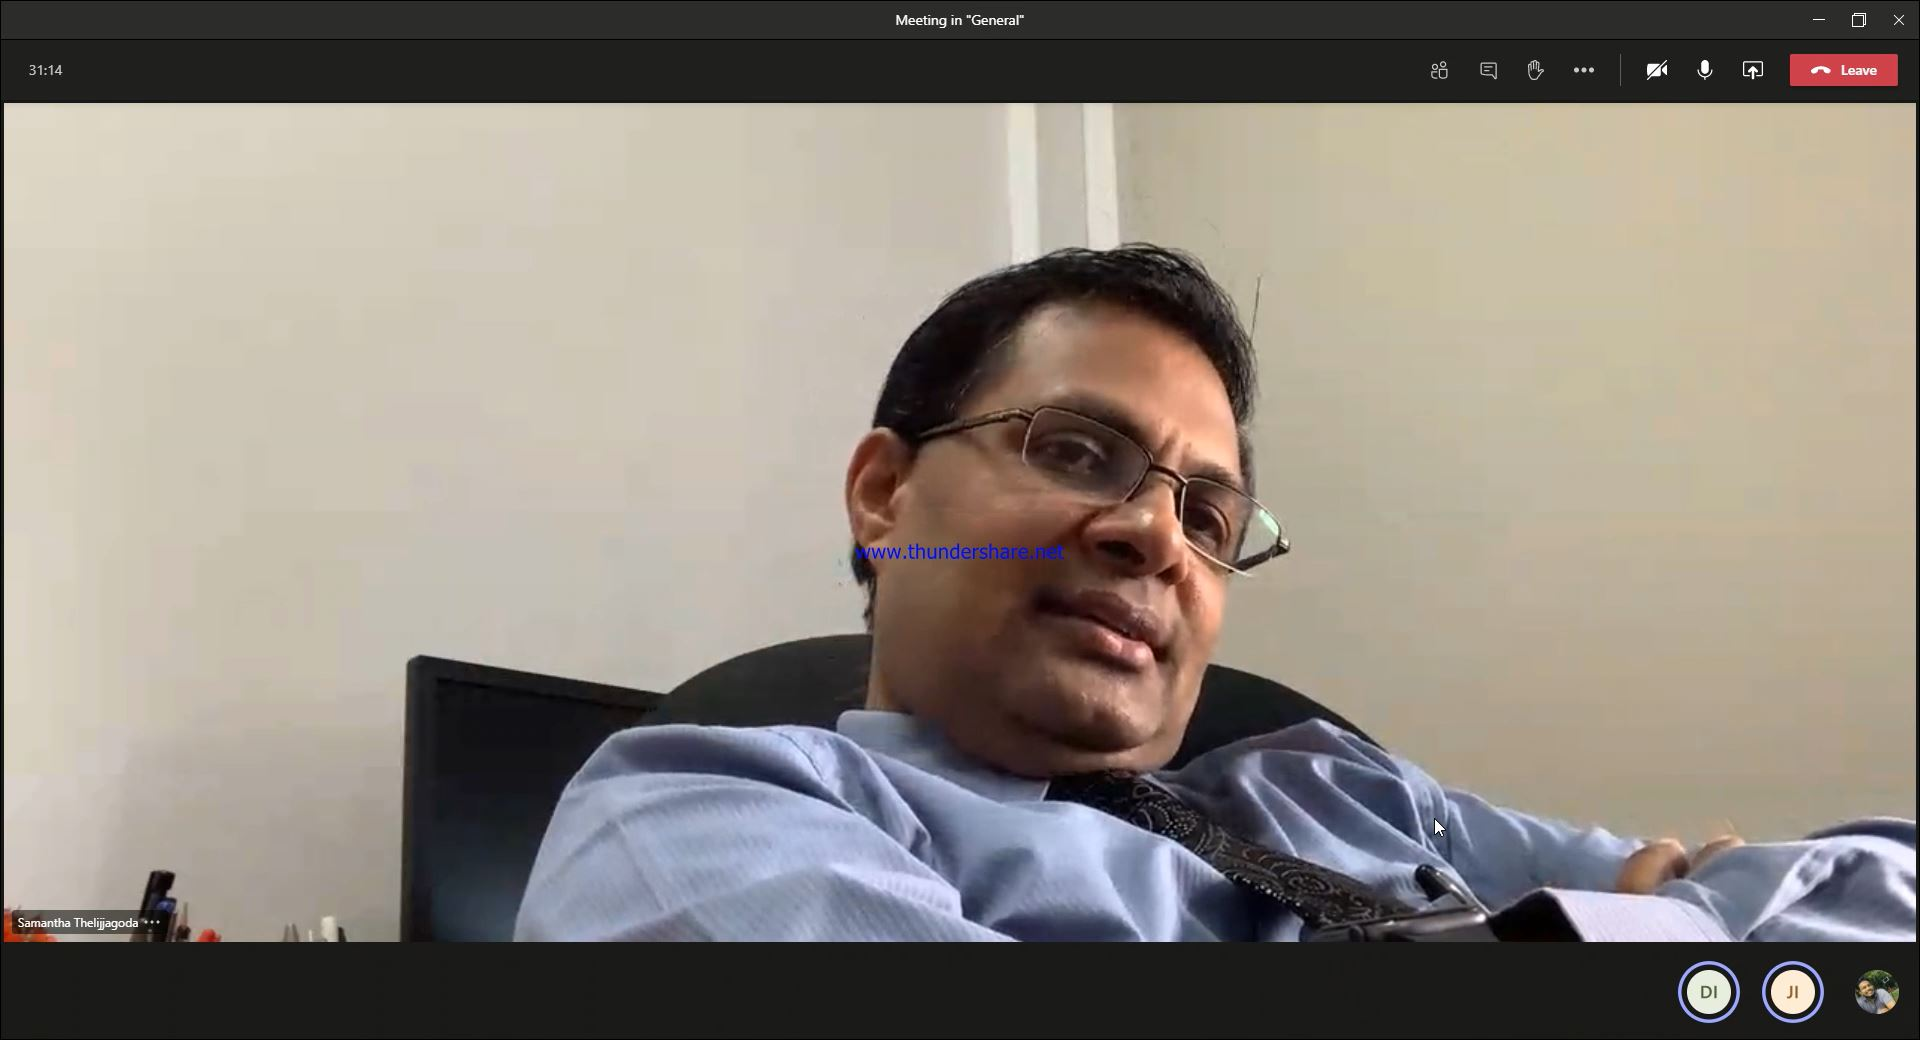 Meeting in "General"
31:14
Leave
www.thundershare.net
Samantha Thelijjagoda
DI
JI